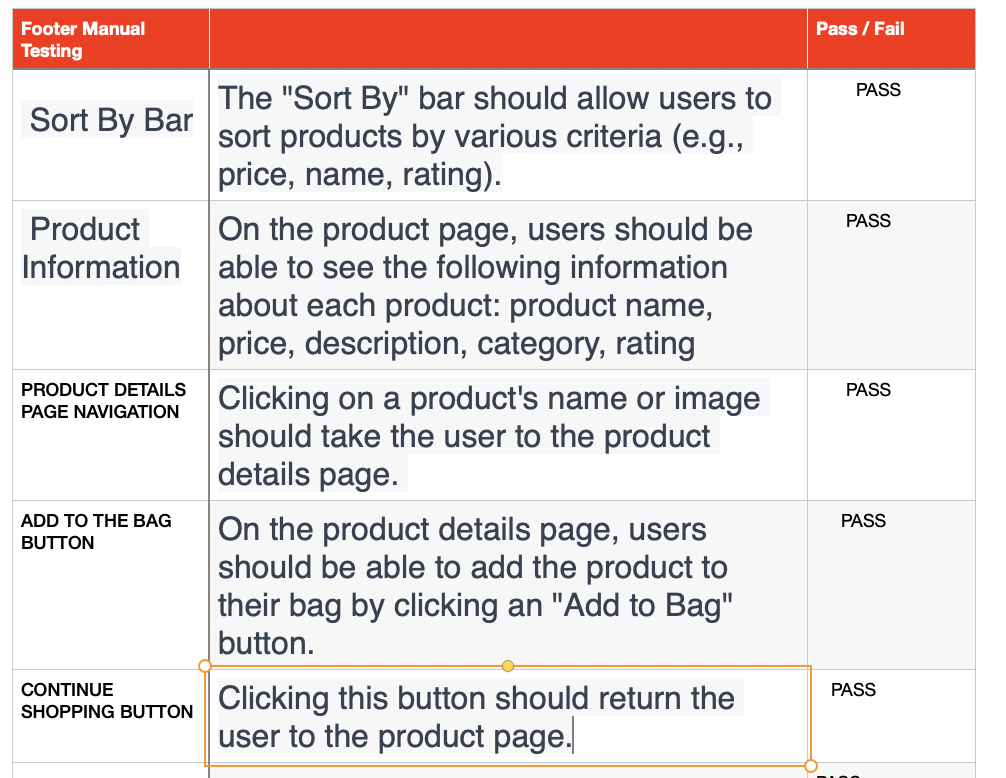 Footer Manual
Testing
Pass / Fail
Sort By Bar
The "Sort By" bar should allow users to
sort products by various criteria (e.g.,
price, name, rating).
PASS
Product
Information
On the product page, users should be
able to see the following information
about each product: product name,
price, description, category, rating
PASS
PRODUCT DETAILS
PAGE NAVIGATION
Clicking on a product's name or image
should take the user to the product
details page.
PASS
ADD TO THE BAG
BUTTON
On the product details page, users
should be able to add the product to
their bag by clicking an "Add to Bag"
button.
PASS
CONTINUE
SHOPPING BUTTON
Clicking this button should return the
user to the product page.
PASS
PASS